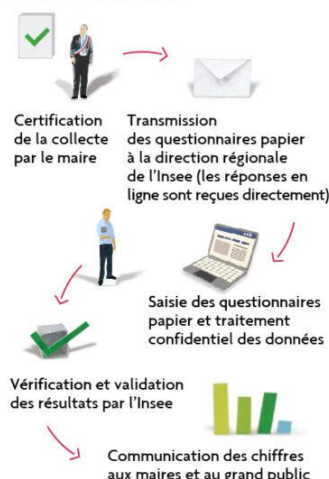 Certification
de la collecte
par le maire
Transmission
des questionnaires papier
à la direction régionale
de l'Insee (les réponses en
ligne sont reçues directement)
Saisie des questionnaires
papier et traitement
confidentiel des données
Vérification et validation
des résultats par l'Insee
Communication des chiffres
aux maires et au grand public